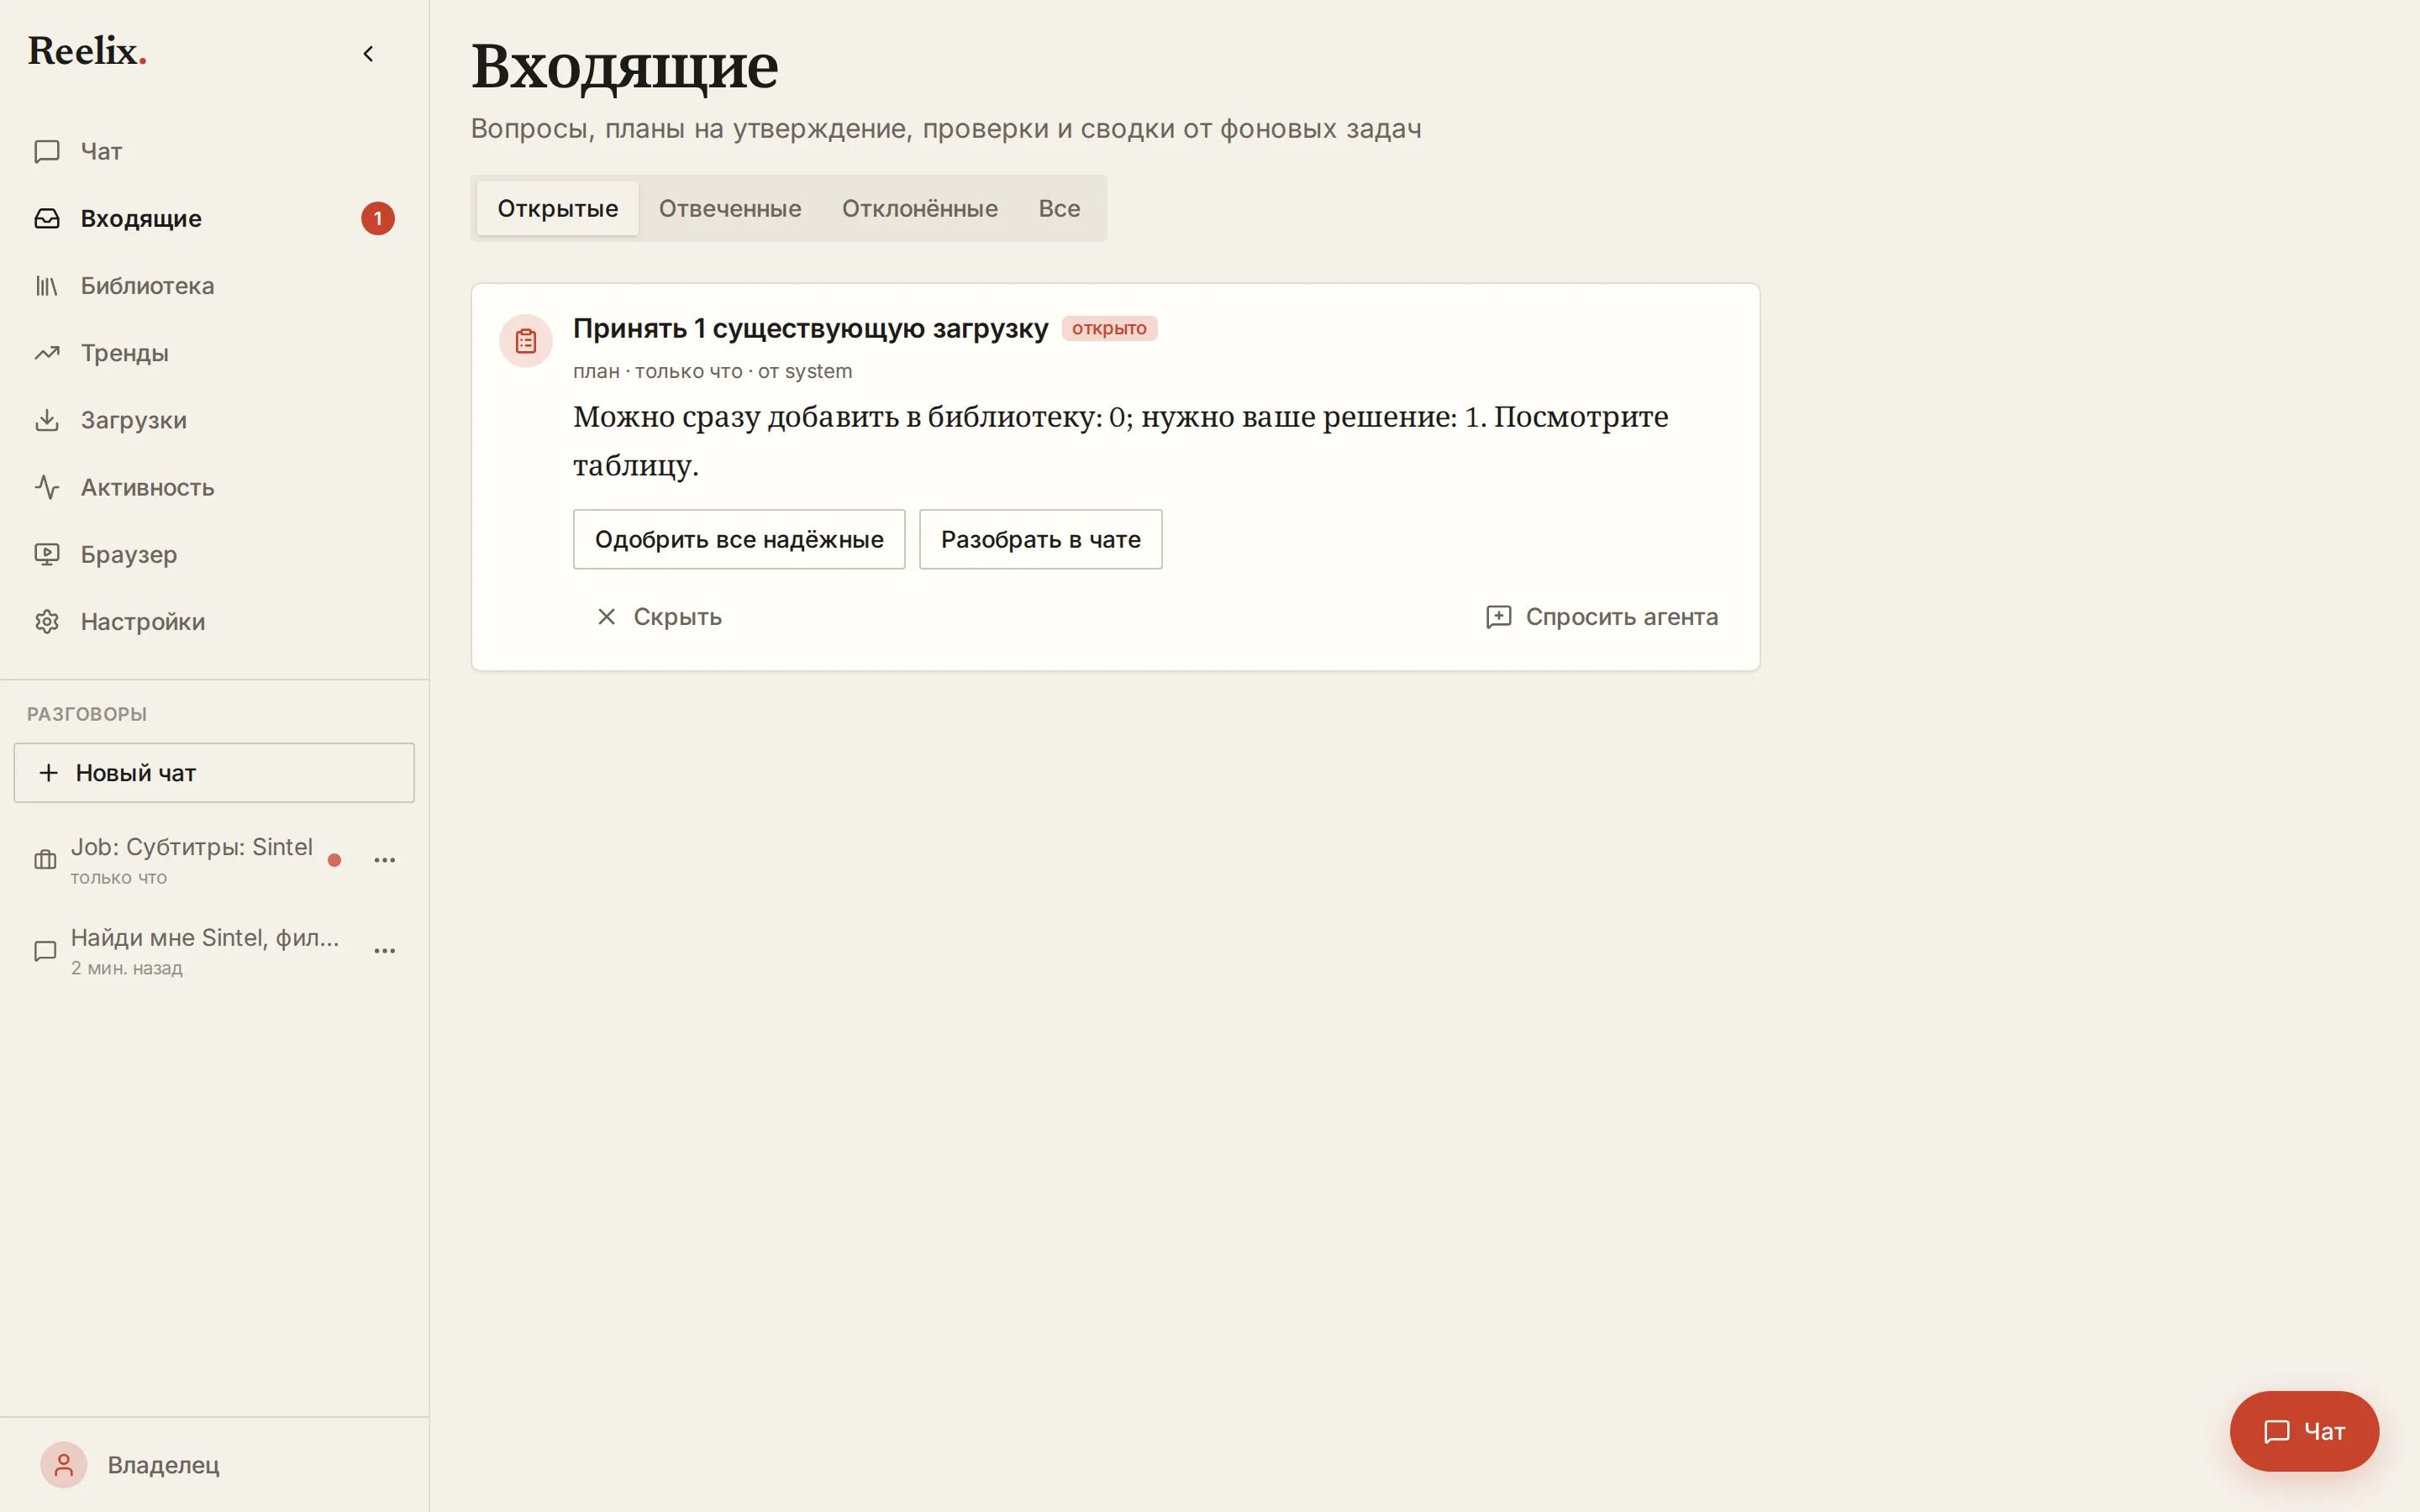 Reelix.
Чат
Входящие
1
Библиотека
Тренды
Загрузки
Активность
Браузер
Настройки
РАЗГОВОРЫ
Новый чат
Job: Субтитры: Sintel
только что
Найди мне Sintel, фил...
2 мин. назад
Владелец
Входящие
Вопросы, планы на утверждение, проверки и сводки от фоновых задач
Открытые Отвеченные Отклонённые Все
Принять 1 существующую загрузку открыто
план · только что · от system
Можно сразу добавить в библиотеку: 0; нужно ваше решение: 1. Посмотрите
таблицу.
Одобрить все надёжные Разобрать в чате
Скрыть Спросить агента
Чат